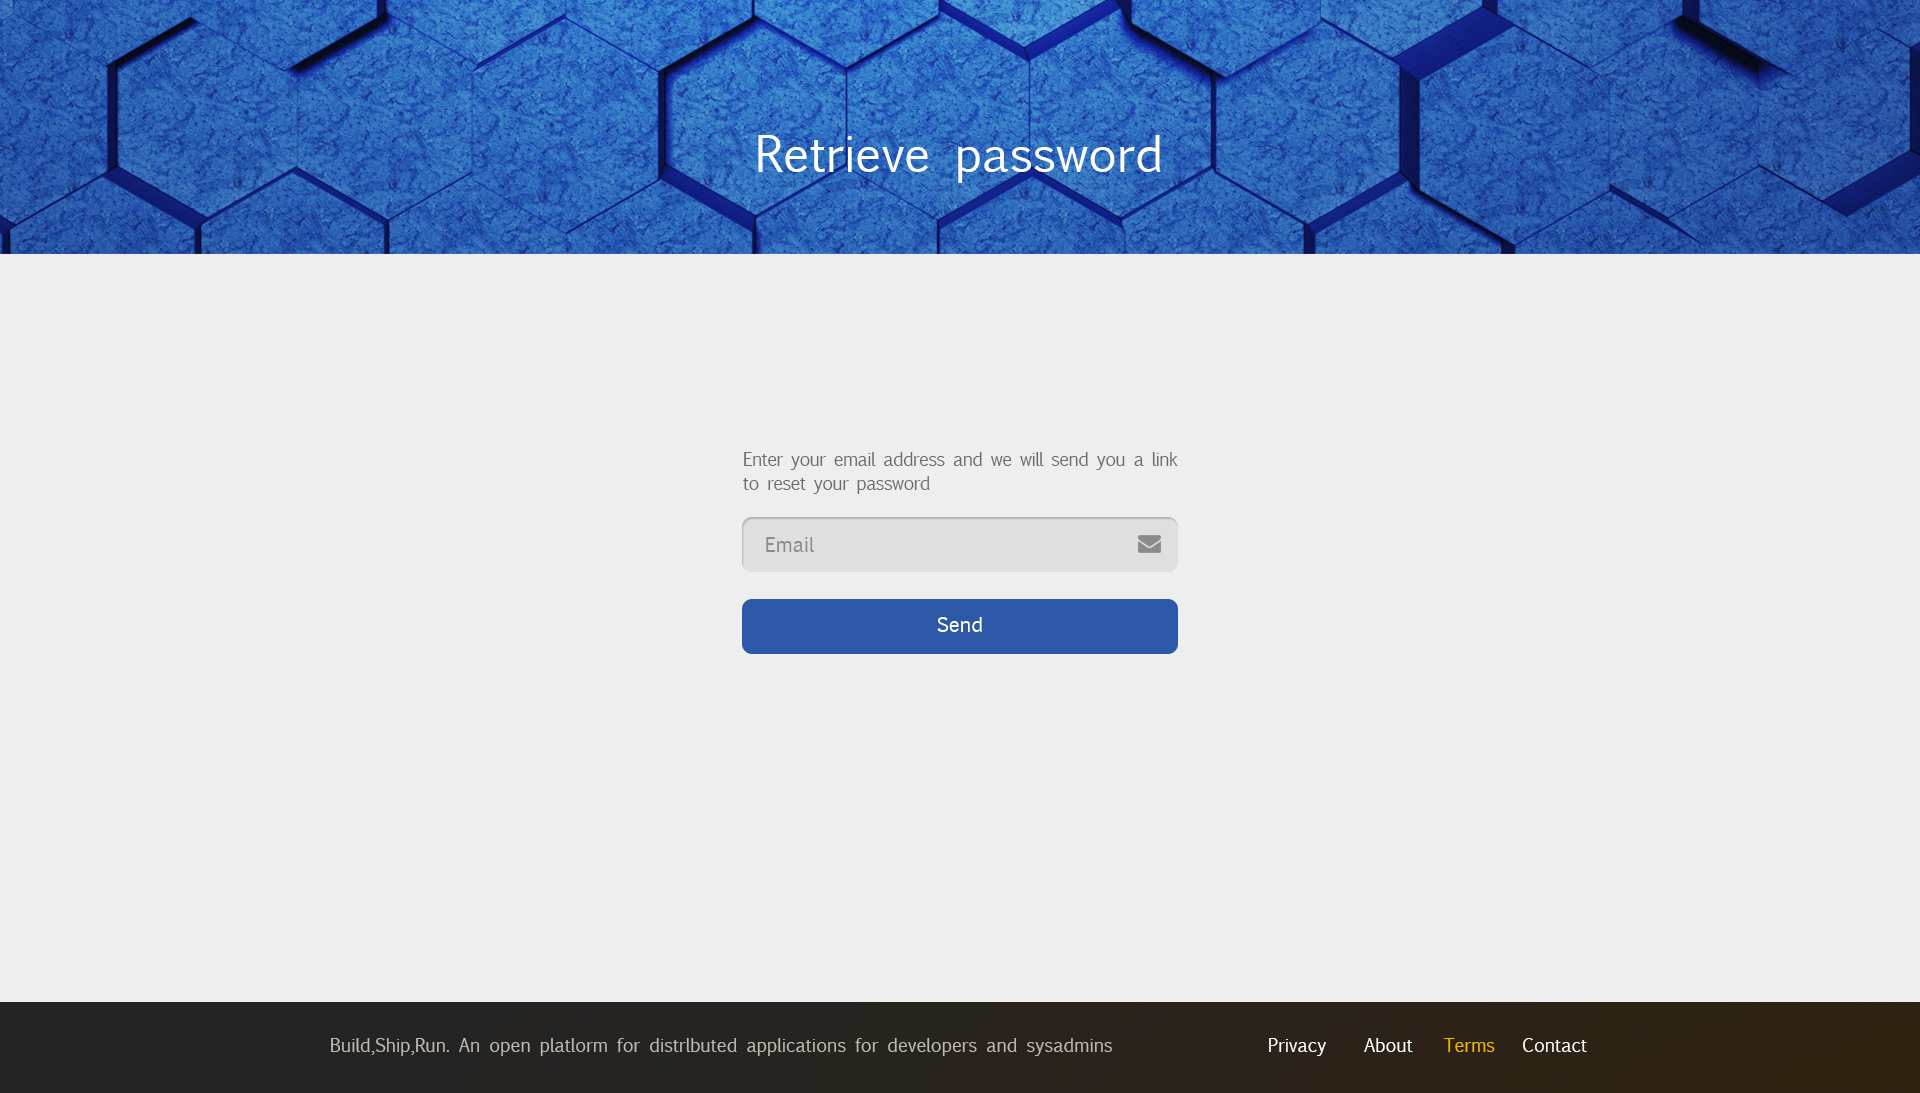 Retrieve password
Enter your email address and we will send you a link
to reset your password
Email
Send
Build,Ship,Run. An open platlorm for distrlbuted applications for developers and sysadmins
Privacy About Terms Contact